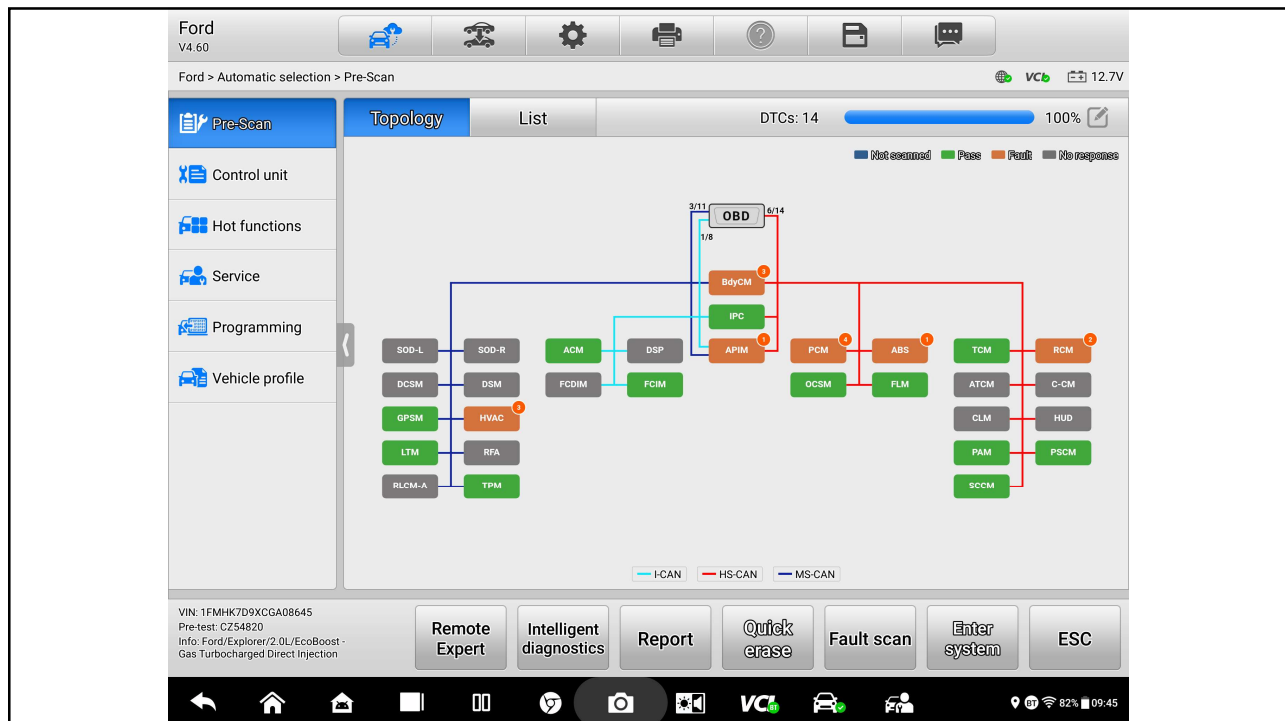 Ford
V4.60
Ford > Automatic selection > Pre-Scan
VCI 12.7V
Pre-Scan
Control unit
Hot functions
Service
Programming
Vehicle profile
Topology List DTCs: 14 100%
Not scanned Pass Fault No response
3/11 OBD 6/14
1/8
BdyCM 3
IPC
SOD-L SOD-R ACM DSP APIM 1 PCM 4 ABS 1 TCM RCM 2
DCSM DSM FCDIM FCIM OCSM FLM ATCM C-CM
GPSM HVAC 3 CLM HUD
LTM RFA PAM PSCM
RLCM-A TPM SCCM
I-CAN HS-CAN MS-CAN
VIN: 1FMHK7D9XCGA08645
Pre-test: CZ54820
Info: Ford/Explorer/2.0L/EcoBoost -
Gas Turbocharged Direct Injection
Remote Expert
Intelligent diagnostics
Report
Quick erase
Fault scan
Enter system
ESC
VCI BT
BT 82% 09:45